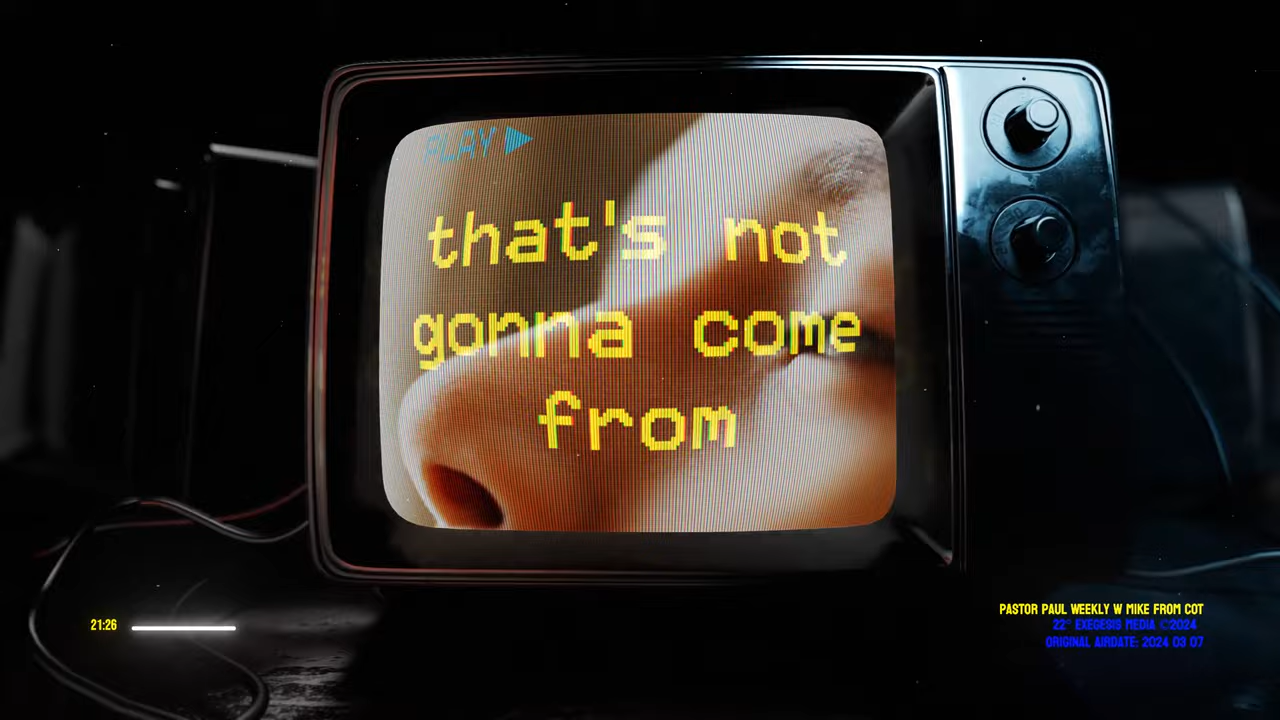 PLAY
that's not
gonna come
from
21:26
PASTOR PAUL WEEKLY W MIKE FROM COT
22° EXEGESIS MEDIA ©2024
ORIGINAL AIRDATE: 2024 03 07